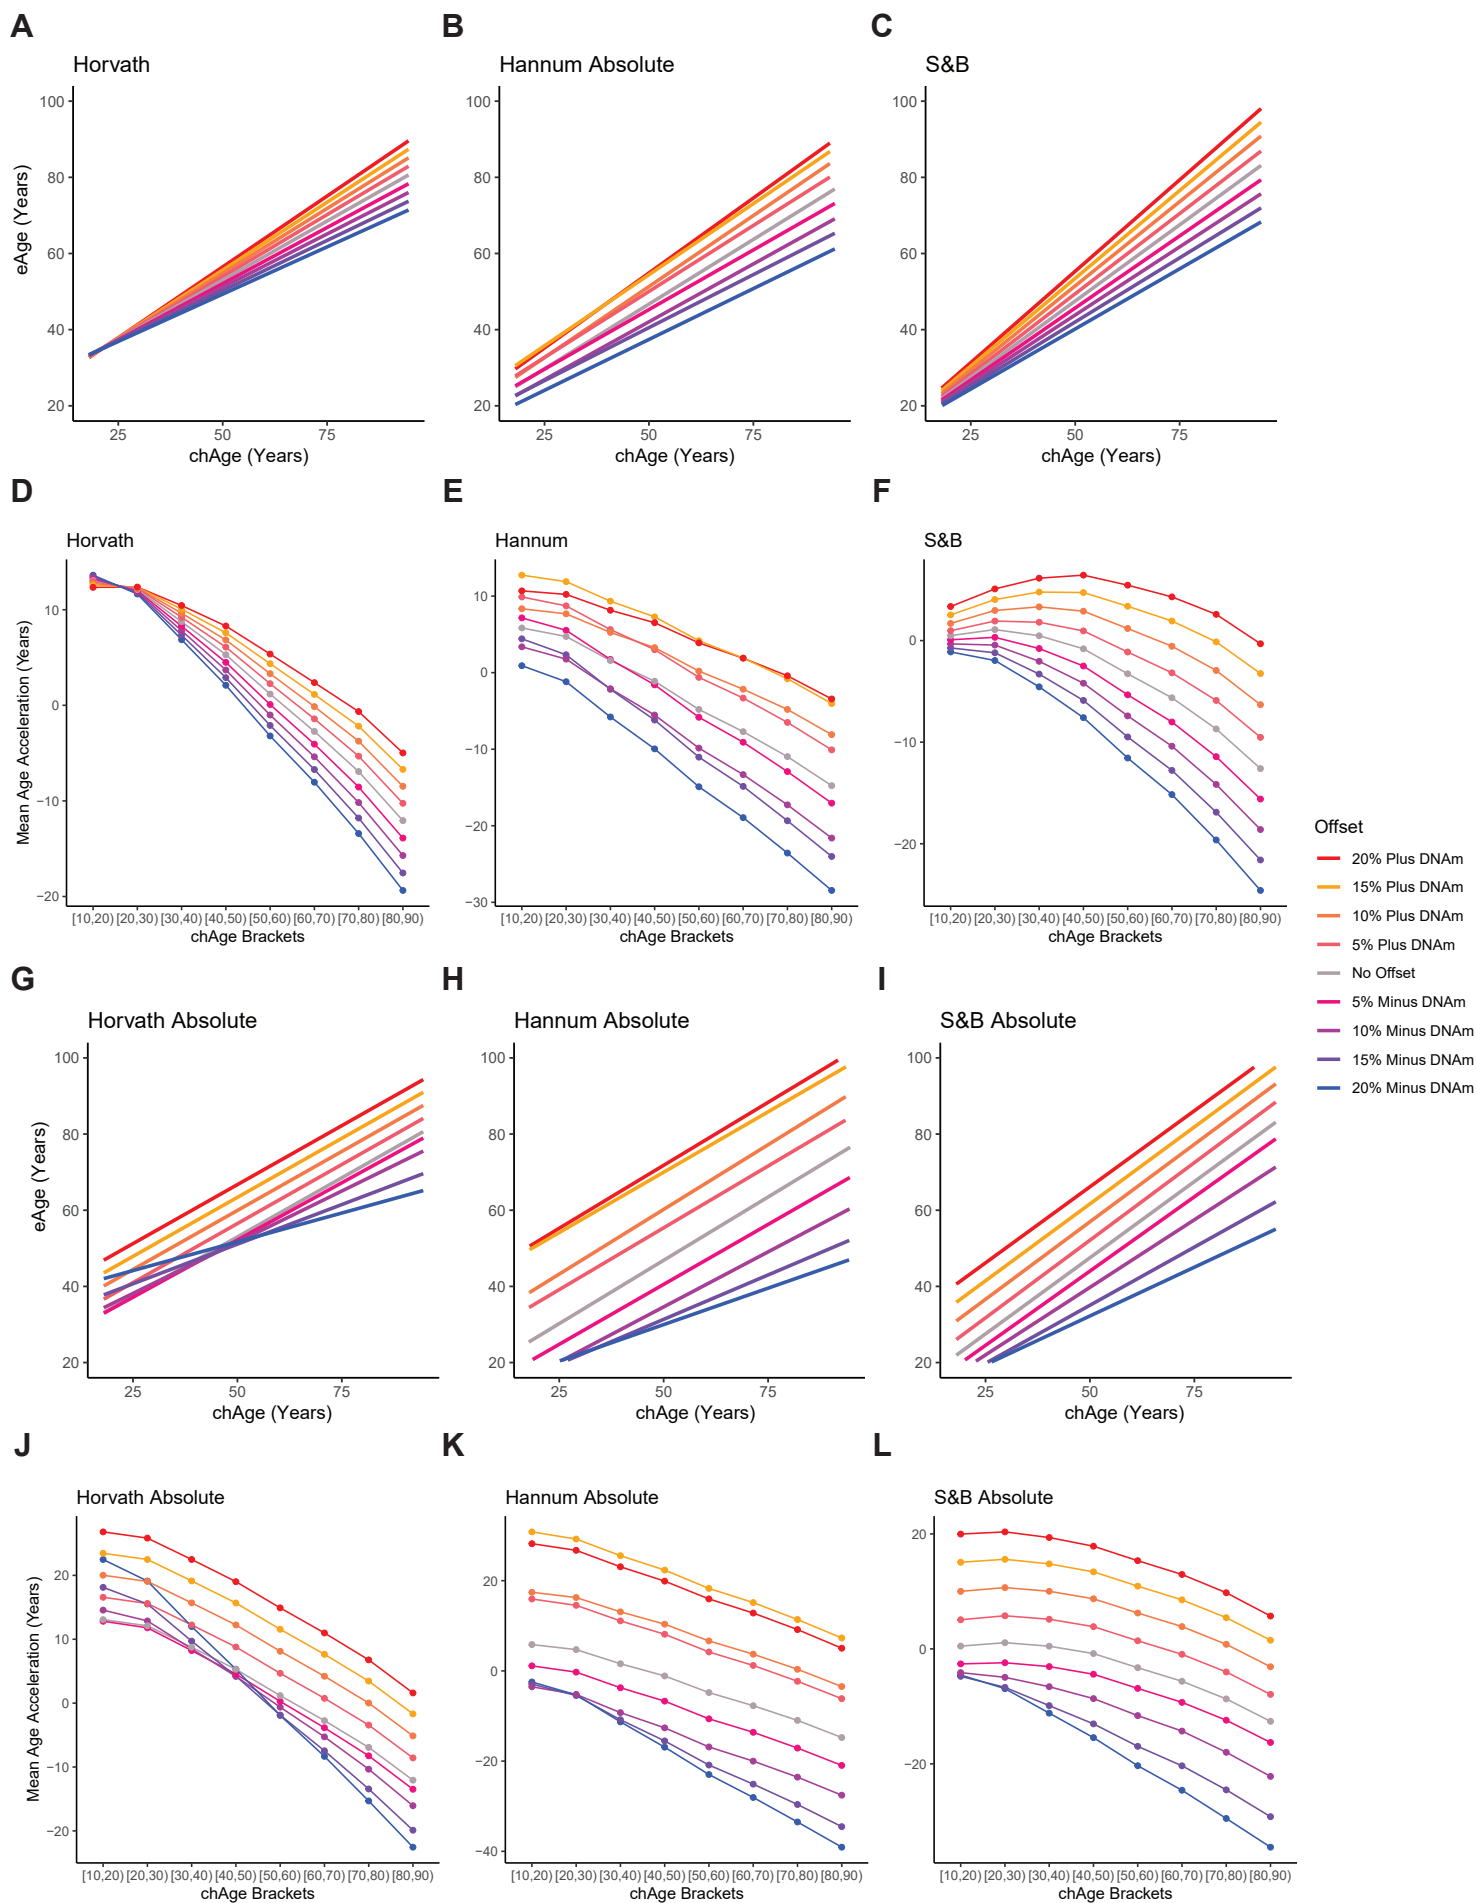 A B C
Horvath Hannum Absolute S&B
100 100 100
80 80 80
60 60 60
40 40 40
20 20 20
eAge (Years)
25 50 75 25 50 75 25 50 75
chAge (Years) chAge (Years) chAge (Years)
D E F
Horvath Hannum S&B
10 0 −10 −20
10 0 −10 −20 −30
0 −10 −20
Mean Age Acceleration (Years)
[10,20) [20,30) [30,40) [40,50) [50,60) [60,70) [70,80) [80,90) [10,20) [20,30) [30,40) [40,50) [50,60) [60,70) [70,80) [80,90) [10,20) [20,30) [30,40) [40,50) [50,60) [60,70) [70,80) [80,90)
chAge Brackets chAge Brackets chAge Brackets
Offset
20% Plus DNAm
15% Plus DNAm
10% Plus DNAm
5% Plus DNAm
No Offset
5% Minus DNAm
10% Minus DNAm
15% Minus DNAm
20% Minus DNAm
G H I
Horvath Absolute Hannum Absolute S&B Absolute
100 100 100
80 80 80
60 60 60
40 40 40
20 20 20
eAge (Years)
25 50 75 25 50 75 25 50 75
chAge (Years) chAge (Years) chAge (Years)
J K L
Horvath Absolute Hannum Absolute S&B Absolute
20 10 0 −10 −20
20 0 −20 −40
20 0 −20
Mean Age Acceleration (Years)
[10,20) [20,30) [30,40) [40,50) [50,60) [60,70) [70,80) [80,90) [10,20) [20,30) [30,40) [40,50) [50,60) [60,70) [70,80) [80,90) [10,20) [20,30) [30,40) [40,50) [50,60) [60,70) [70,80) [80,90)
chAge Brackets chAge Brackets chAge Brackets